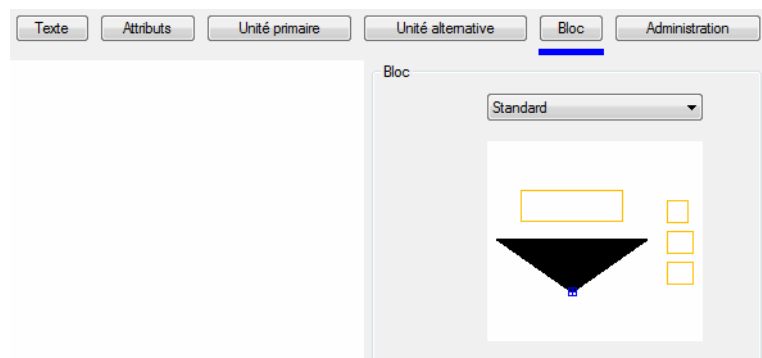 Texte Attributs Unité primaire Unité alternative Bloc Administration
Bloc
Standard